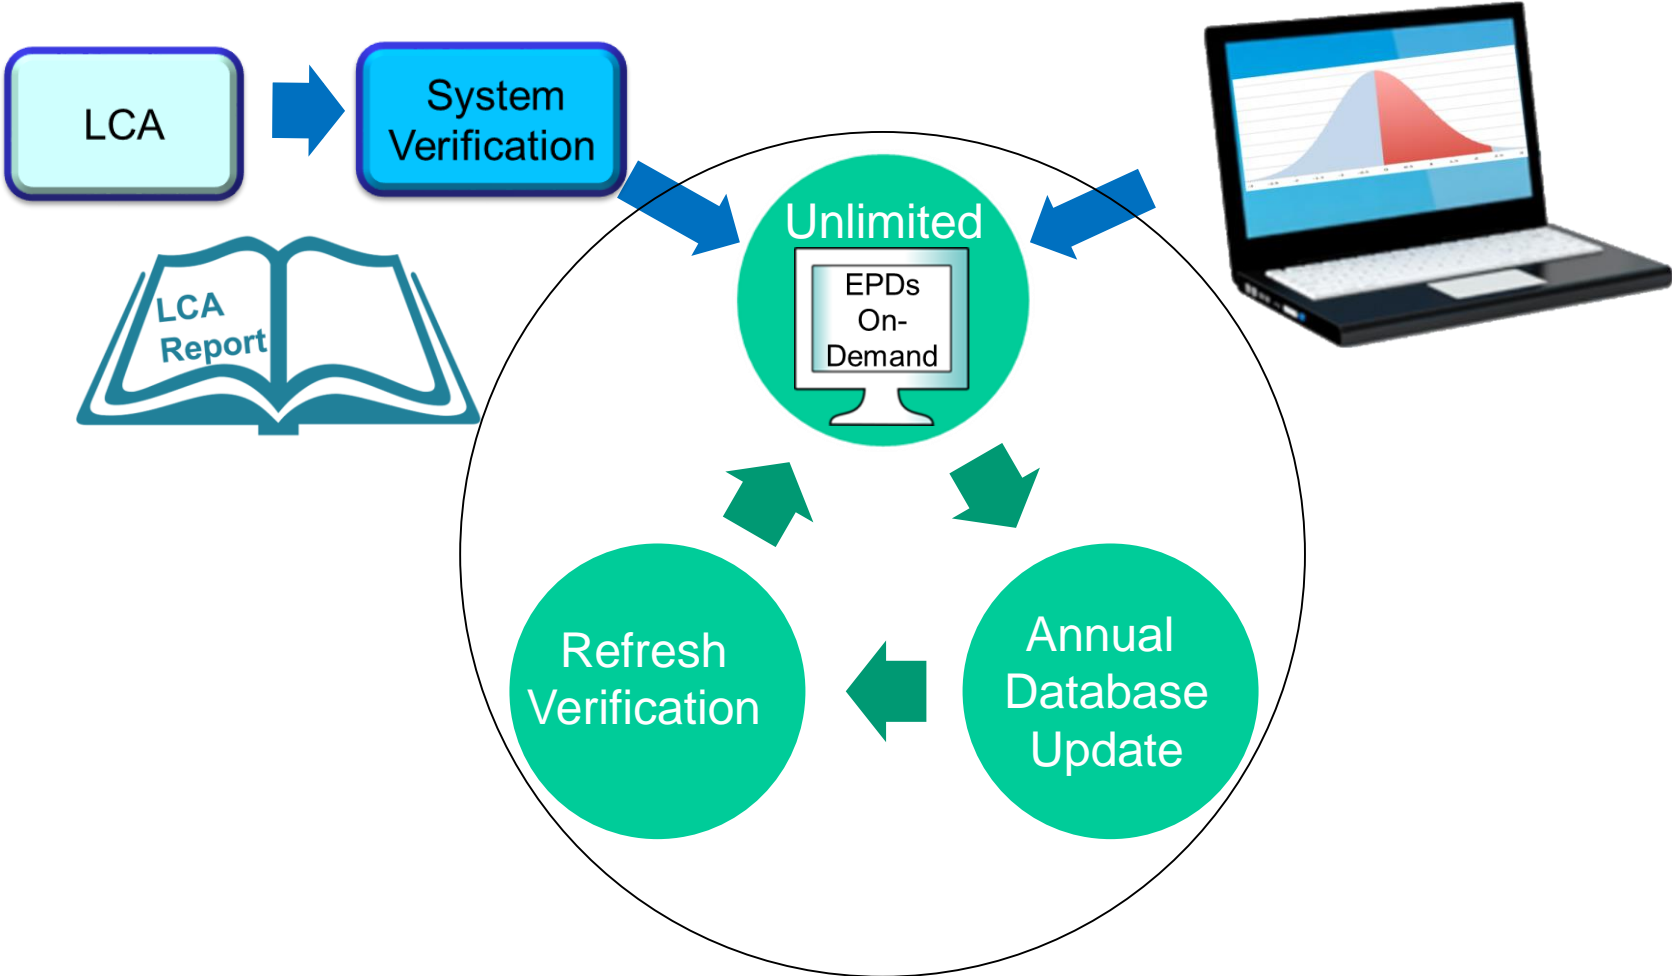 LCA
System
Verification
LCA
Report
Unlimited
EPDs
On-
Demand
Refresh
Verification
Annual
Database
Update